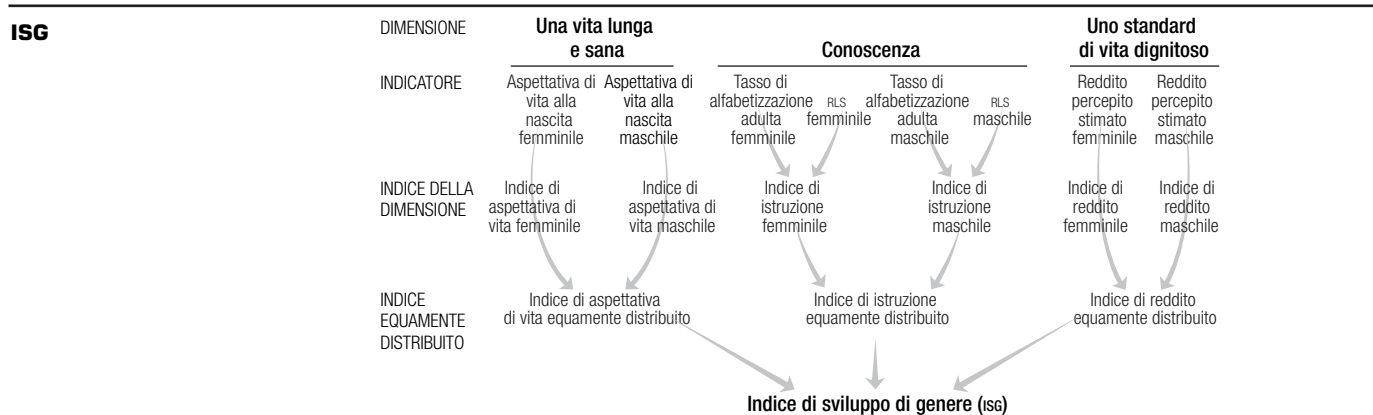 ISG
DIMENSIONE
Una vita lunga
e sana
Conoscenza
Uno standard
di vita dignitoso
INDICATORE
Aspettativa di
vita alla
nascita
femminile
Aspettativa di
vita alla
nascita
maschile
Tasso di
alfabetizzazione
adulta
femminile
RLS
femminile
Tasso di
alfabetizzazione
adulta
maschile
RLS
maschile
Reddito
percepito
stimato
femminile
Reddito
percepito
stimato
maschile
INDICE DELLA
DIMENSIONE
Indice di
aspettativa di
vita femminile
Indice di
aspettativa di
vita maschile
Indice di
istruzione
femminile
Indice di
istruzione
maschile
Indice di
reddito
femminile
Indice di
reddito
maschile
INDICE
EQUAMENTE
DISTRIBUITO
Indice di aspettativa
di vita equamente distribuito
Indice di istruzione
equamente distribuito
Indice di reddito
equamente distribuito
Indice di sviluppo di genere (ISG)